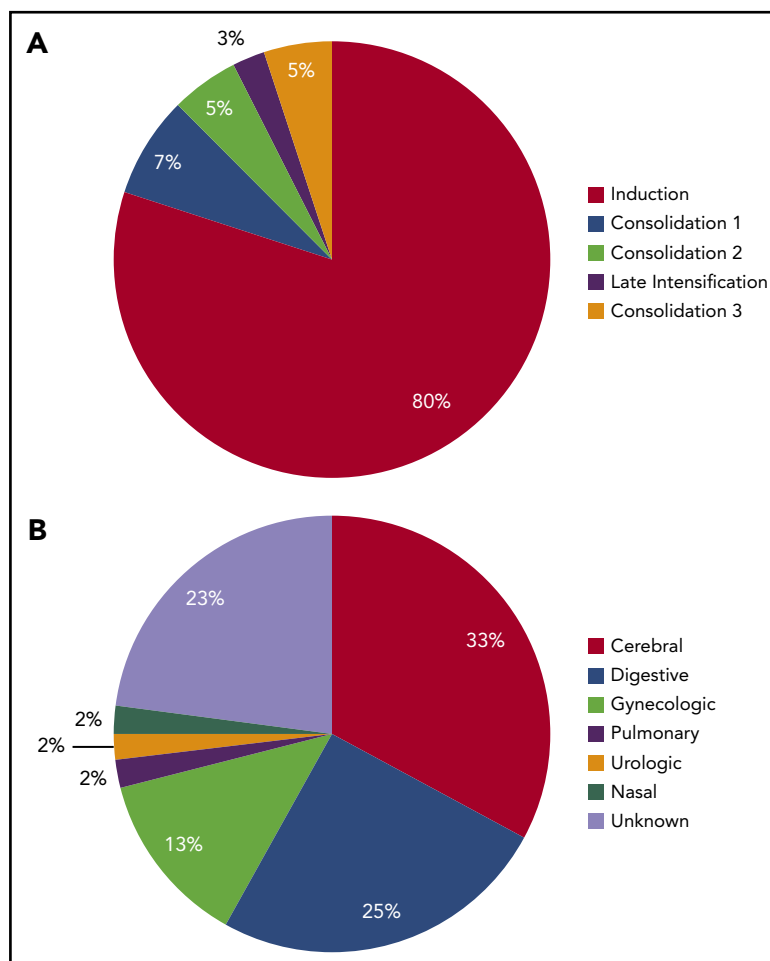 A
3%
5%
5%
7%
80%
Induction
Consolidation 1
Consolidation 2
Late Intensification
Consolidation 3
B
23%
33%
2%
2%
2%
13%
25%
Cerebral
Digestive
Gynecologic
Pulmonary
Urologic
Nasal
Unknown